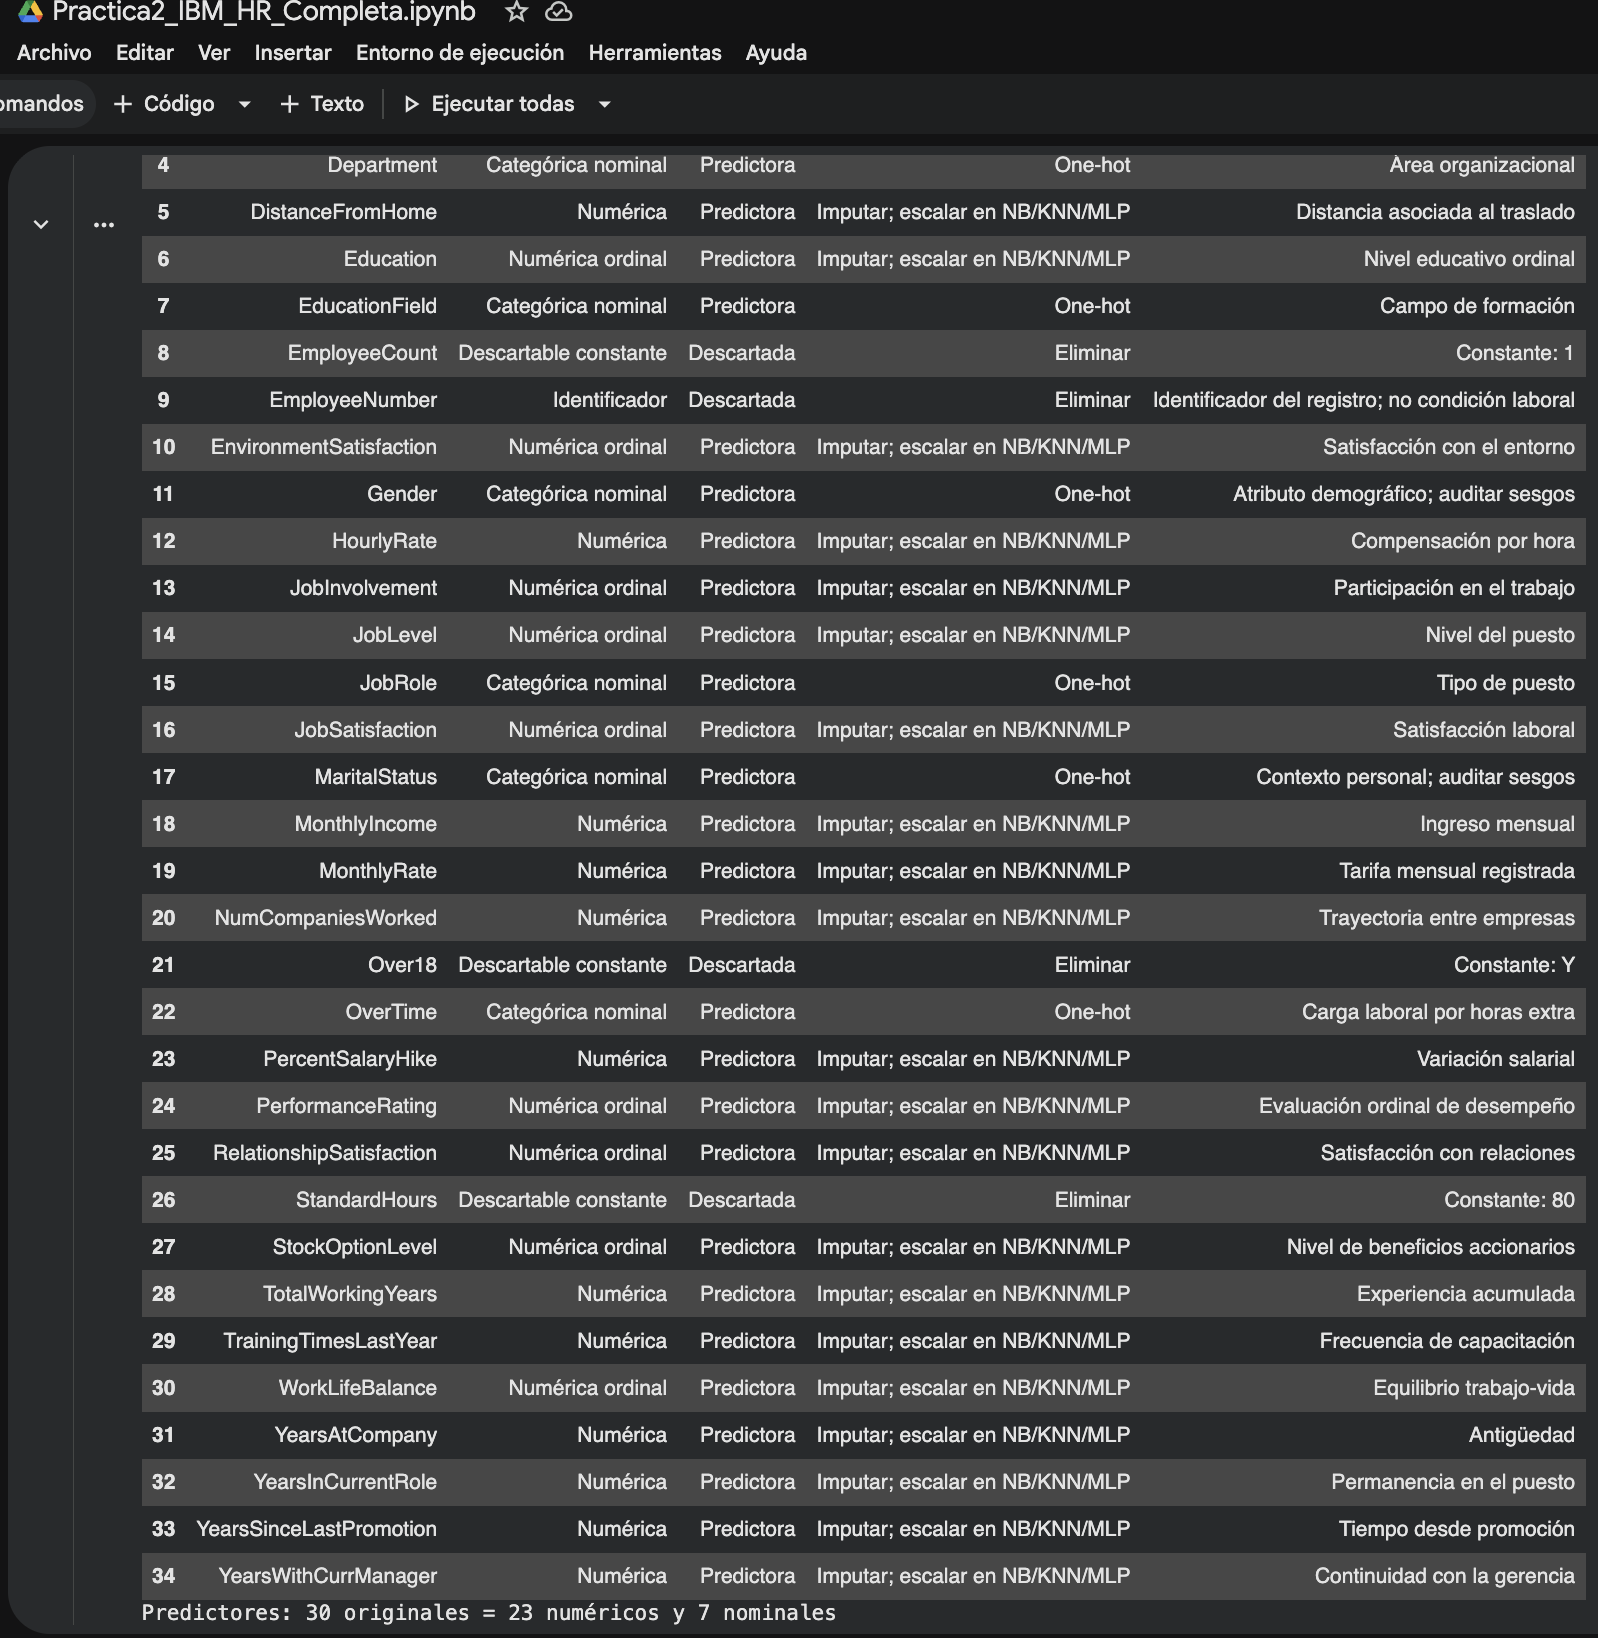 Practica2_IBM_HR_Completa.ipynb
Archivo Editar Ver Insertar Entorno de ejecución Herramientas Ayuda
omandos + Código + Texto Ejecutar todas
4 Department Categórica nominal Predictora One-hot Área organizacional
5 DistanceFromHome Numérica Predictora Imputar; escalar en NB/KNN/MLP Distancia asociada al traslado
6 Education Numérica ordinal Predictora Imputar; escalar en NB/KNN/MLP Nivel educativo ordinal
7 EducationField Categórica nominal Predictora One-hot Campo de formación
8 EmployeeCount Descartable constante Descartada Eliminar Constante: 1
9 EmployeeNumber Identificador Descartada Eliminar Identificador del registro; no condición laboral
10 EnvironmentSatisfaction Numérica ordinal Predictora Imputar; escalar en NB/KNN/MLP Satisfacción con el entorno
11 Gender Categórica nominal Predictora One-hot Atributo demográfico; auditar sesgos
12 HourlyRate Numérica Predictora Imputar; escalar en NB/KNN/MLP Compensación por hora
13 JobInvolvement Numérica ordinal Predictora Imputar; escalar en NB/KNN/MLP Participación en el trabajo
14 JobLevel Numérica ordinal Predictora Imputar; escalar en NB/KNN/MLP Nivel del puesto
15 JobRole Categórica nominal Predictora One-hot Tipo de puesto
16 JobSatisfaction Numérica ordinal Predictora Imputar; escalar en NB/KNN/MLP Satisfacción laboral
17 MaritalStatus Categórica nominal Predictora One-hot Contexto personal; auditar sesgos
18 MonthlyIncome Numérica Predictora Imputar; escalar en NB/KNN/MLP Ingreso mensual
19 MonthlyRate Numérica Predictora Imputar; escalar en NB/KNN/MLP Tarifa mensual registrada
20 NumCompaniesWorked Numérica Predictora Imputar; escalar en NB/KNN/MLP Trayectoria entre empresas
21 Over18 Descartable constante Descartada Eliminar Constante: Y
22 OverTime Categórica nominal Predictora One-hot Carga laboral por horas extra
23 PercentSalaryHike Numérica Predictora Imputar; escalar en NB/KNN/MLP Variación salarial
24 PerformanceRating Numérica ordinal Predictora Imputar; escalar en NB/KNN/MLP Evaluación ordinal de desempeño
25 RelationshipSatisfaction Numérica ordinal Predictora Imputar; escalar en NB/KNN/MLP Satisfacción con relaciones
26 StandardHours Descartable constante Descartada Eliminar Constante: 80
27 StockOptionLevel Numérica ordinal Predictora Imputar; escalar en NB/KNN/MLP Nivel de beneficios accionarios
28 TotalWorkingYears Numérica Predictora Imputar; escalar en NB/KNN/MLP Experiencia acumulada
29 TrainingTimesLastYear Numérica Predictora Imputar; escalar en NB/KNN/MLP Frecuencia de capacitación
30 WorkLifeBalance Numérica ordinal Predictora Imputar; escalar en NB/KNN/MLP Equilibrio trabajo-vida
31 YearsAtCompany Numérica Predictora Imputar; escalar en NB/KNN/MLP Antigüedad
32 YearsInCurrentRole Numérica Predictora Imputar; escalar en NB/KNN/MLP Permanencia en el puesto
33 YearsSinceLastPromotion Numérica Predictora Imputar; escalar en NB/KNN/MLP Tiempo desde promoción
34 YearsWithCurrManager Numérica Predictora Imputar; escalar en NB/KNN/MLP Continuidad con la gerencia
Predictores: 30 originales = 23 numéricos y 7 nominales